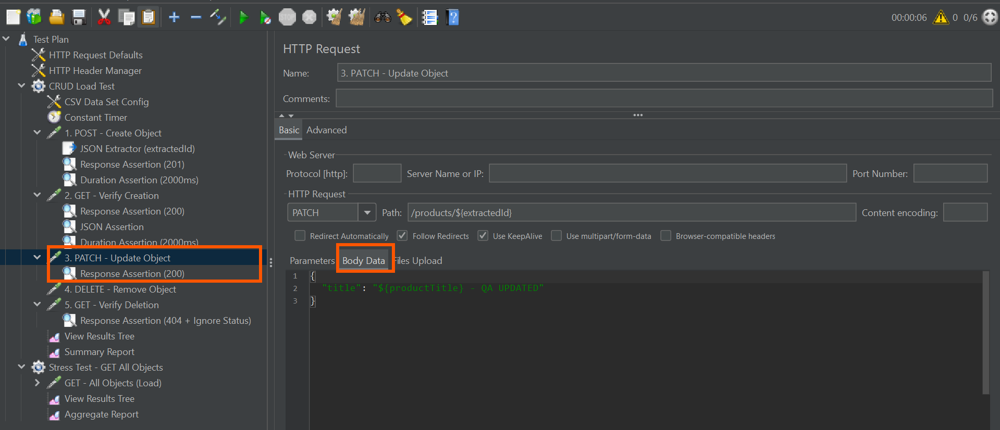 STOP
00:00:06
0
0/6
Test Plan
HTTP Request Defaults
HTTP Header Manager
CRUD Load Test
CSV Data Set Config
Constant Timer
1. POST - Create Object
JSON Extractor (extractedId)
Response Assertion (201)
Duration Assertion (2000ms)
2. GET - Verify Creation
Response Assertion (200)
JSON Assertion
Duration Assertion (2000ms)
3. PATCH - Update Object
Response Assertion (200)
4. DELETE - Remove Object
5. GET - Verify Deletion
Response Assertion (404 + Ignore Status)
View Results Tree
Summary Report
Stress Test - GET All Objects
GET - All Objects (Load)
View Results Tree
Aggregate Report
HTTP Request
Name: 3. PATCH - Update Object
Comments:
Basic Advanced
Web Server
Protocol [http]: Server Name or IP: Port Number:
HTTP Request
PATCH Path: /products/${extractedId} Content encoding:
Redirect Automatically Follow Redirects Use KeepAlive Use multipart/form-data Browser-compatible headers
Parameters Body Data Files Upload
1 {
2 "title": "${productTitle} - QA UPDATED"
3 }